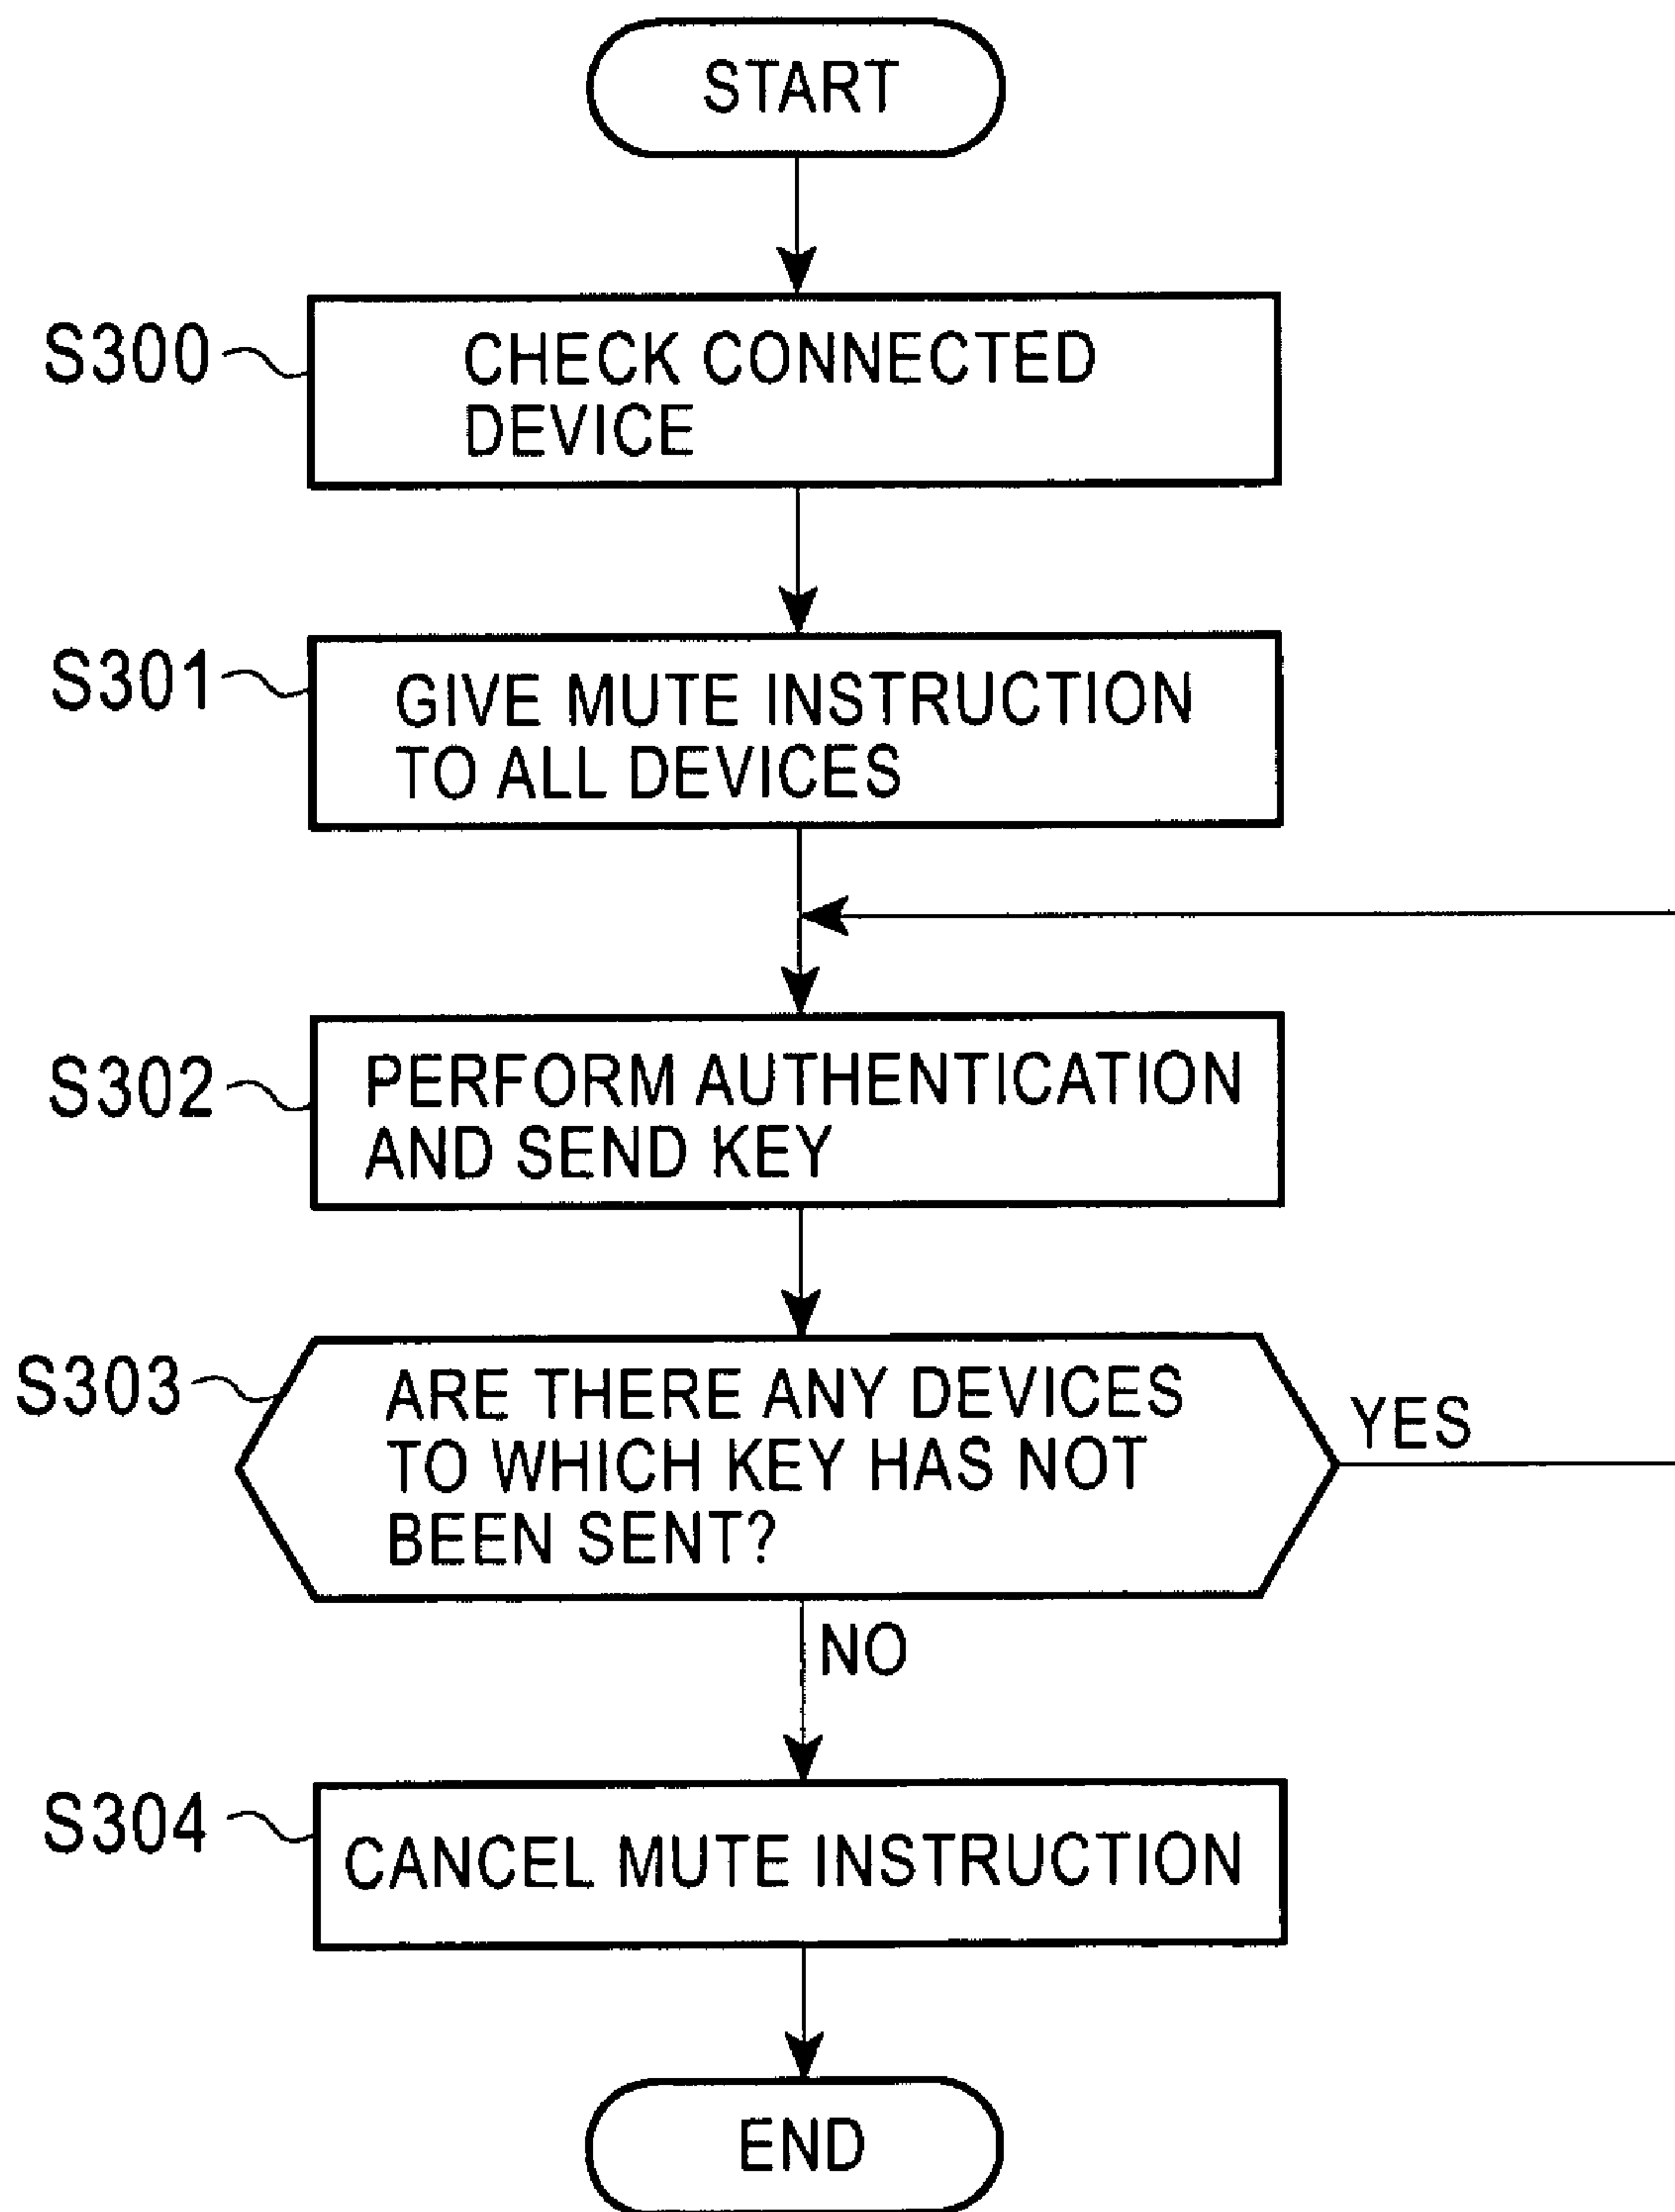 START
S300
CHECK CONNECTED
DEVICE
S301
GIVE MUTE INSTRUCTION
TO ALL DEVICES
S302
PERFORM AUTHENTICATION
AND SEND KEY
S303
ARE THERE ANY DEVICES
TO WHICH KEY HAS NOT
BEEN SENT?
YES
NO
S304
CANCEL MUTE INSTRUCTION
END